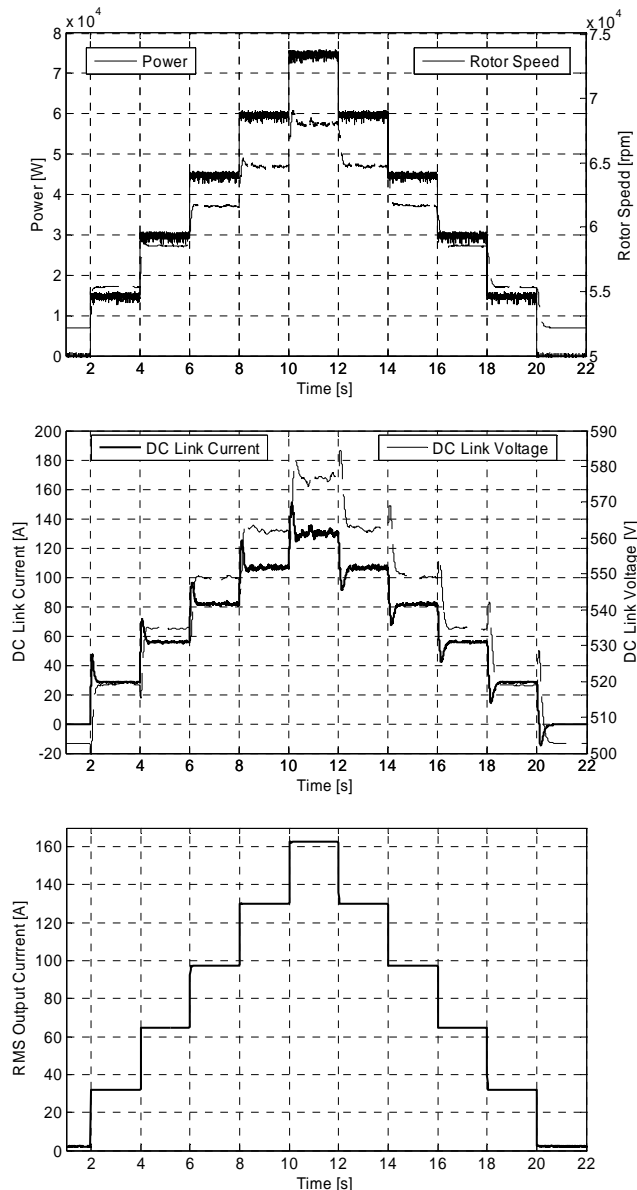 x 10^4
x 10^4
Power
Rotor Speed
8
7
6
5
4
3
2
1
0
7.5
7
6.5
6
5.5
5
Power [W]
Rotor Spedd [rpm]
2 4 6 8 10 12 14 16 18 20 22
Time [s]
DC Link Current
DC Link Voltage
200
180
160
140
120
100
80
60
40
20
0
-20
590
580
570
560
550
540
530
520
510
500
DC Link Current [A]
DC Link Voltage [V]
2 4 6 8 10 12 14 16 18 20 22
Time [s]
160
140
120
100
80
60
40
20
0
RMS Output Currrent [A]
2 4 6 8 10 12 14 16 18 20 22
Time [s]